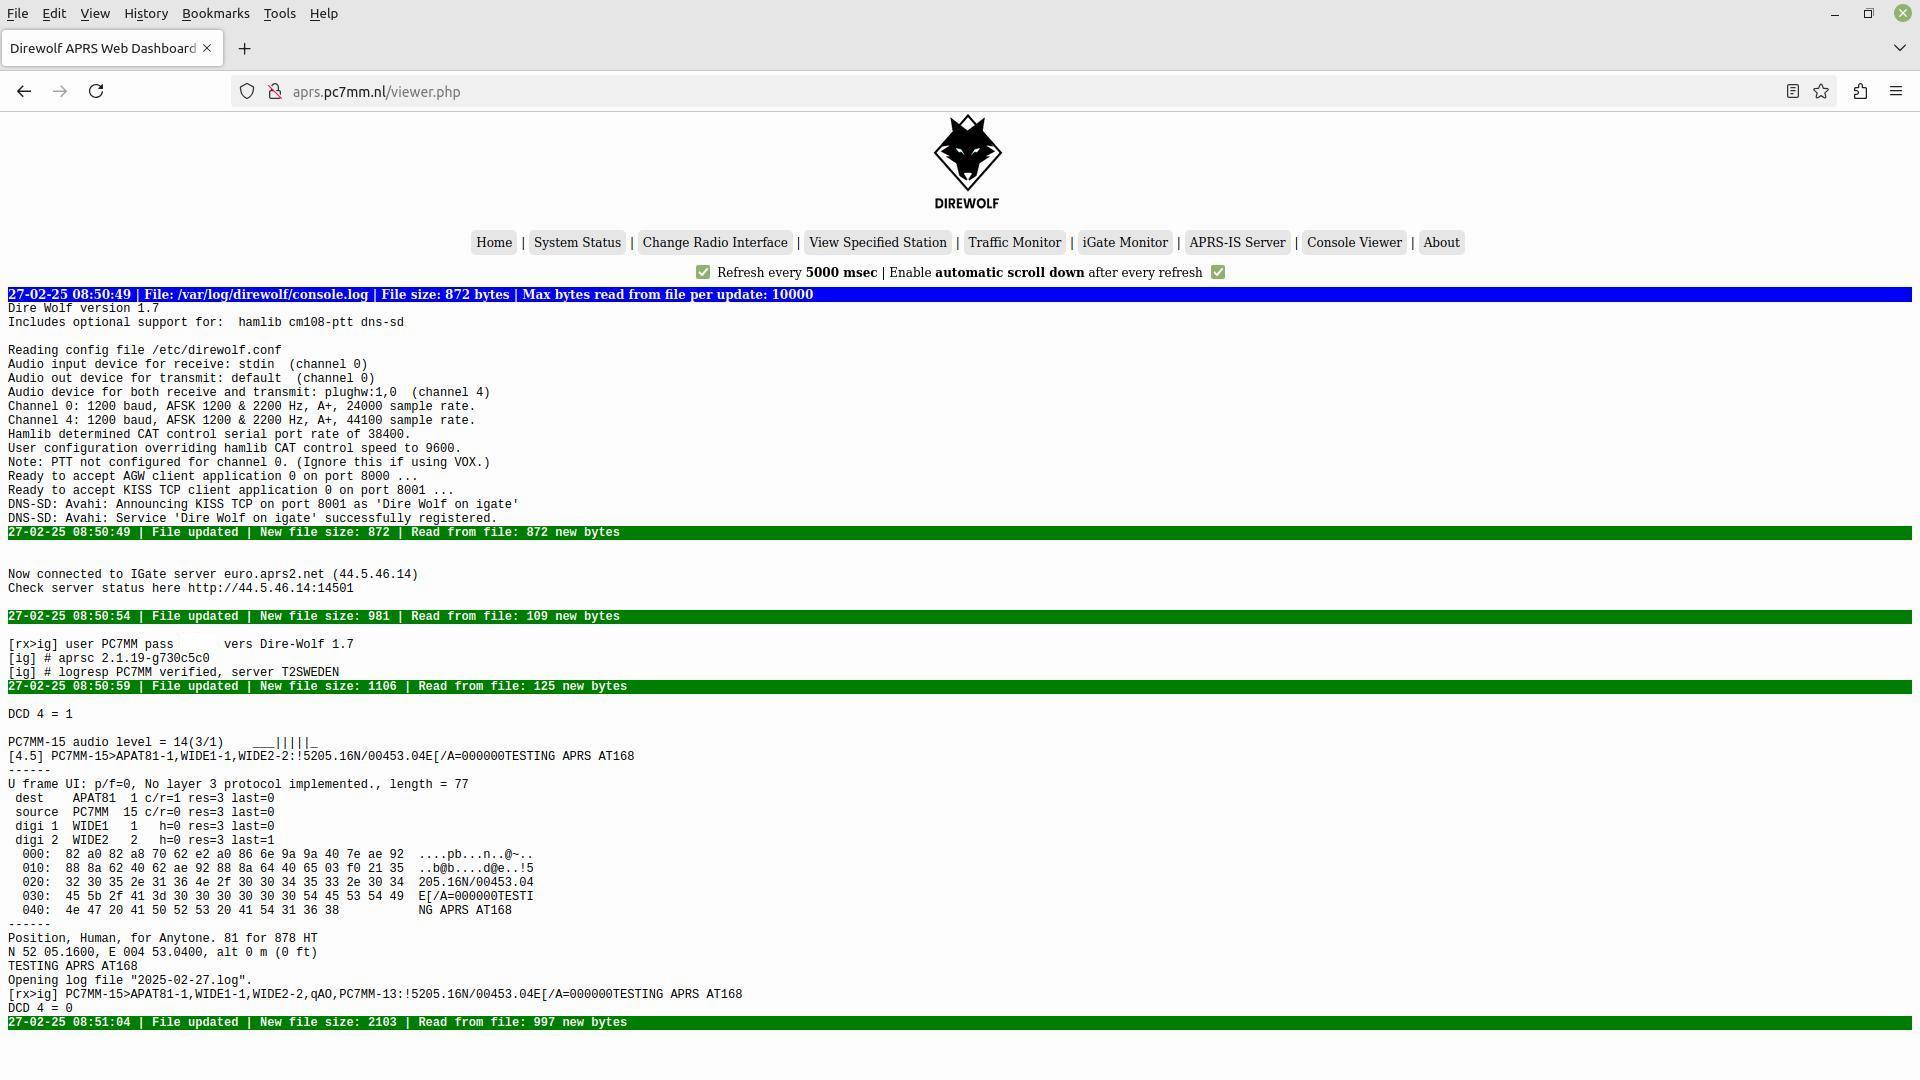 File Edit View History Bookmarks Tools Help
Direwolf APRS Web Dashboard
aprs.pc7mm.nl/viewer.php
DIREWOLF
Home | System Status | Change Radio Interface | View Specified Station | Traffic Monitor | iGate Monitor | APRS-IS Server | Console Viewer | About
Refresh every 5000 msec | Enable automatic scroll down after every refresh
27-02-25 08:50:49 | File: /var/log/direwolf/console.log | File size: 872 bytes | Max bytes read from file per update: 10000
Dire Wolf version 1.7
Includes optional support for:  hamlib cm108-ptt dns-sd
Reading config file /etc/direwolf.conf
Audio input device for receive: stdin  (channel 0)
Audio out device for transmit: default  (channel 0)
Audio device for both receive and transmit: plughw:1,0  (channel 4)
Channel 0: 1200 baud, AFSK 1200 & 2200 Hz, A+, 24000 sample rate.
Channel 4: 1200 baud, AFSK 1200 & 2200 Hz, A+, 44100 sample rate.
Hamlib determined CAT control serial port rate of 38400.
User configuration overriding hamlib CAT control speed to 9600.
Note: PTT not configured for channel 0. (Ignore this if using VOX.)
Ready to accept AGW client application 0 on port 8000 ...
Ready to accept KISS TCP client application 0 on port 8001 ...
DNS-SD: Avahi: Announcing KISS TCP on port 8001 as 'Dire Wolf on igate'
DNS-SD: Avahi: Service 'Dire Wolf on igate' successfully registered.
27-02-25 08:50:49 | File updated | New file size: 872 | Read from file: 872 new bytes
Now connected to IGate server euro.aprs2.net (44.5.46.14)
Check server status here http://44.5.46.14:14501
27-02-25 08:50:54 | File updated | New file size: 981 | Read from file: 109 new bytes
[rx>ig] user PC7MM pass       vers Dire-Wolf 1.7
[ig] # aprsc 2.1.19-g730c5c0
[ig] # logresp PC7MM verified, server T2SWEDEN
27-02-25 08:50:59 | File updated | New file size: 1106 | Read from file: 125 new bytes
DCD 4 = 1
PC7MM-15 audio level = 14(3/1)    ___|||||_
[4.5] PC7MM-15>APAT81-1,WIDE1-1,WIDE2-2:!5205.16N/00453.04E[/A=000000TESTING APRS AT168
------
U frame UI: p/f=0, No layer 3 protocol implemented., length = 77
 dest    APAT81  1 c/r=1 res=3 last=0
 source  PC7MM  15 c/r=0 res=3 last=0
 digi 1  WIDE1   1   h=0 res=3 last=0
 digi 2  WIDE2   2   h=0 res=3 last=1
  000:  82 a0 82 a8 70 62 e2 a0 86 6e 9a 9a 40 7e ae 92  ....pb...n..@~..
  010:  88 8a 62 40 62 ae 92 88 8a 64 40 65 03 f0 21 35  ..b@b....d@e..!5
  020:  32 30 35 2e 31 36 4e 2f 30 30 34 35 33 2e 30 34  205.16N/00453.04
  030:  45 5b 2f 41 3d 30 30 30 30 30 30 54 45 53 54 49  E[/A=000000TESTI
  040:  4e 47 20 41 50 52 53 20 41 54 31 36 38           NG APRS AT168
------
Position, Human, for Anytone. 81 for 878 HT
N 52 05.1600, E 004 53.0400, alt 0 m (0 ft)
TESTING APRS AT168
Opening log file "2025-02-27.log".
[rx>ig] PC7MM-15>APAT81-1,WIDE1-1,WIDE2-2,qAO,PC7MM-13:!5205.16N/00453.04E[/A=000000TESTING APRS AT168
DCD 4 = 0
27-02-25 08:51:04 | File updated | New file size: 2103 | Read from file: 997 new bytes